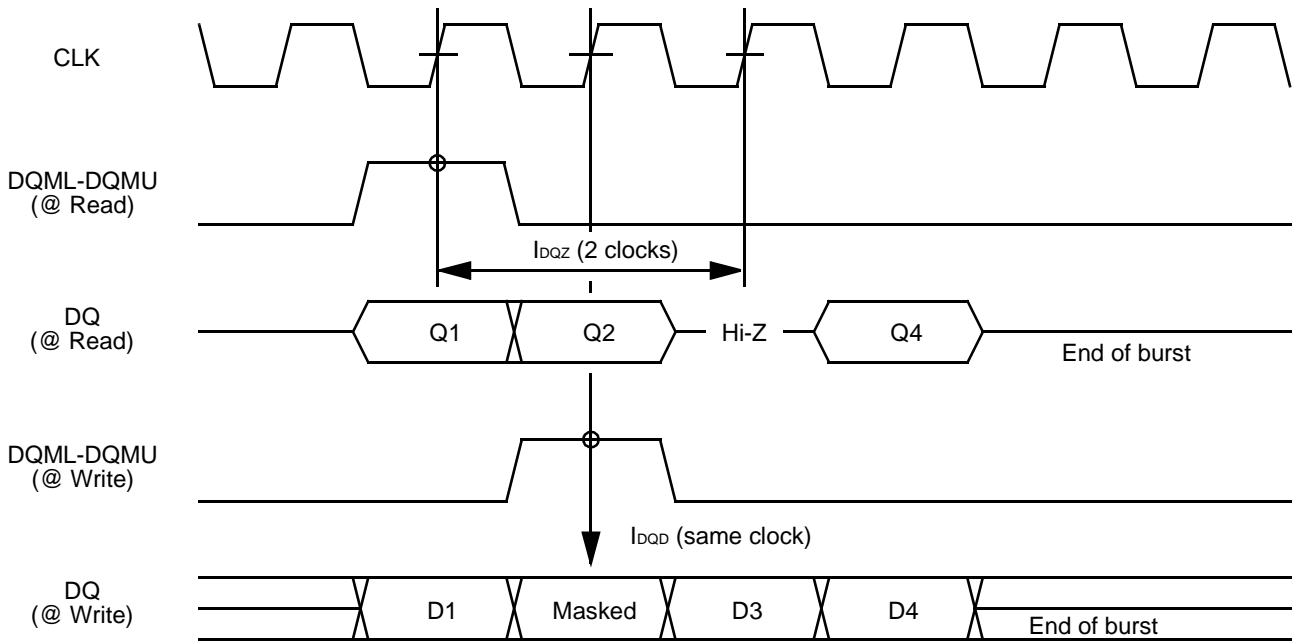 CLK
DQML-DQMU
(@ Read)
IDQZ (2 clocks)
DQ
(@ Read)
Q1
Q2
Hi-Z
Q4
End of burst
DQML-DQMU
(@ Write)
IDQD (same clock)
DQ
(@ Write)
D1
Masked
D3
D4
End of burst